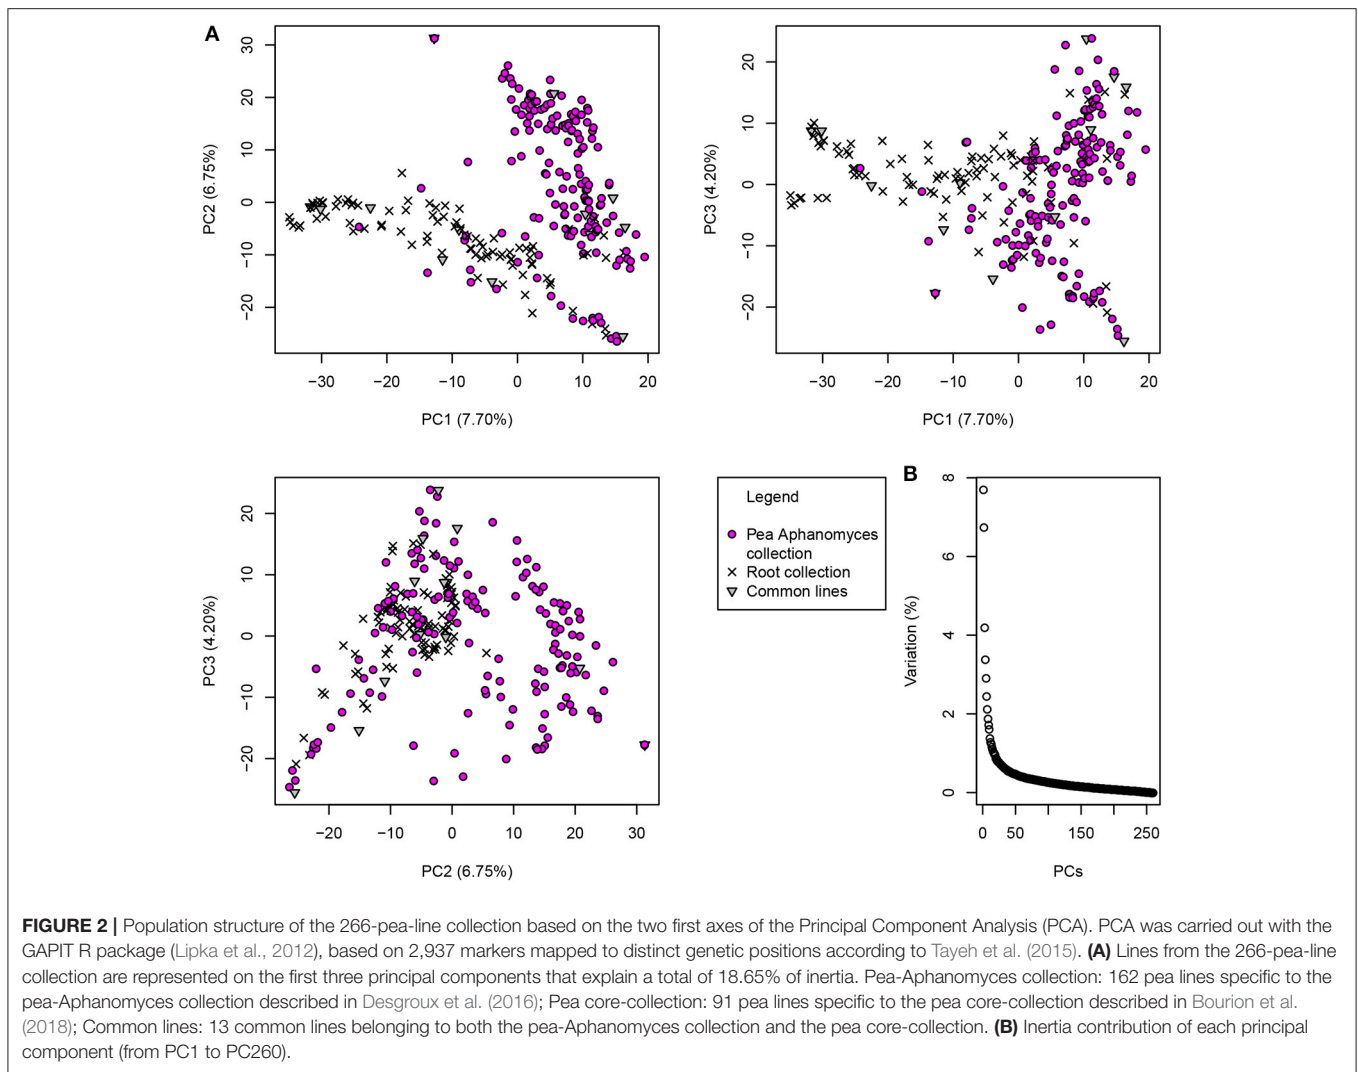 A
PC2 (6.75%)
30
20
10
0
−10
−20
−30
−20
−10
0
10
20
PC1 (7.70%)
PC3 (4.20%)
20
10
0
−10
−20
−30
−20
−10
0
10
20
PC1 (7.70%)
PC3 (4.20%)
20
10
0
−10
−20
−20
−10
0
10
20
30
PC2 (6.75%)
Legend
Pea Aphanomyces
collection
Root collection
Common lines
B
Variation (%)
8
6
4
2
0
0
50
150
250
PCs
FIGURE 2 | Population structure of the 266-pea-line collection based on the two first axes of the Principal Component Analysis (PCA). PCA was carried out with the
GAPIT R package (Lipka et al., 2012), based on 2,937 markers mapped to distinct genetic positions according to Tayeh et al. (2015). (A) Lines from the 266-pea-line
collection are represented on the first three principal components that explain a total of 18.65% of inertia. Pea-Aphanomyces collection: 162 pea lines specific to the
pea-Aphanomyces collection described in Desgroux et al. (2016); Pea core-collection: 91 pea lines specific to the pea core-collection described in Bourion et al.
(2018); Common lines: 13 common lines belonging to both the pea-Aphanomyces collection and the pea core-collection. (B) Inertia contribution of each principal
component (from PC1 to PC260).